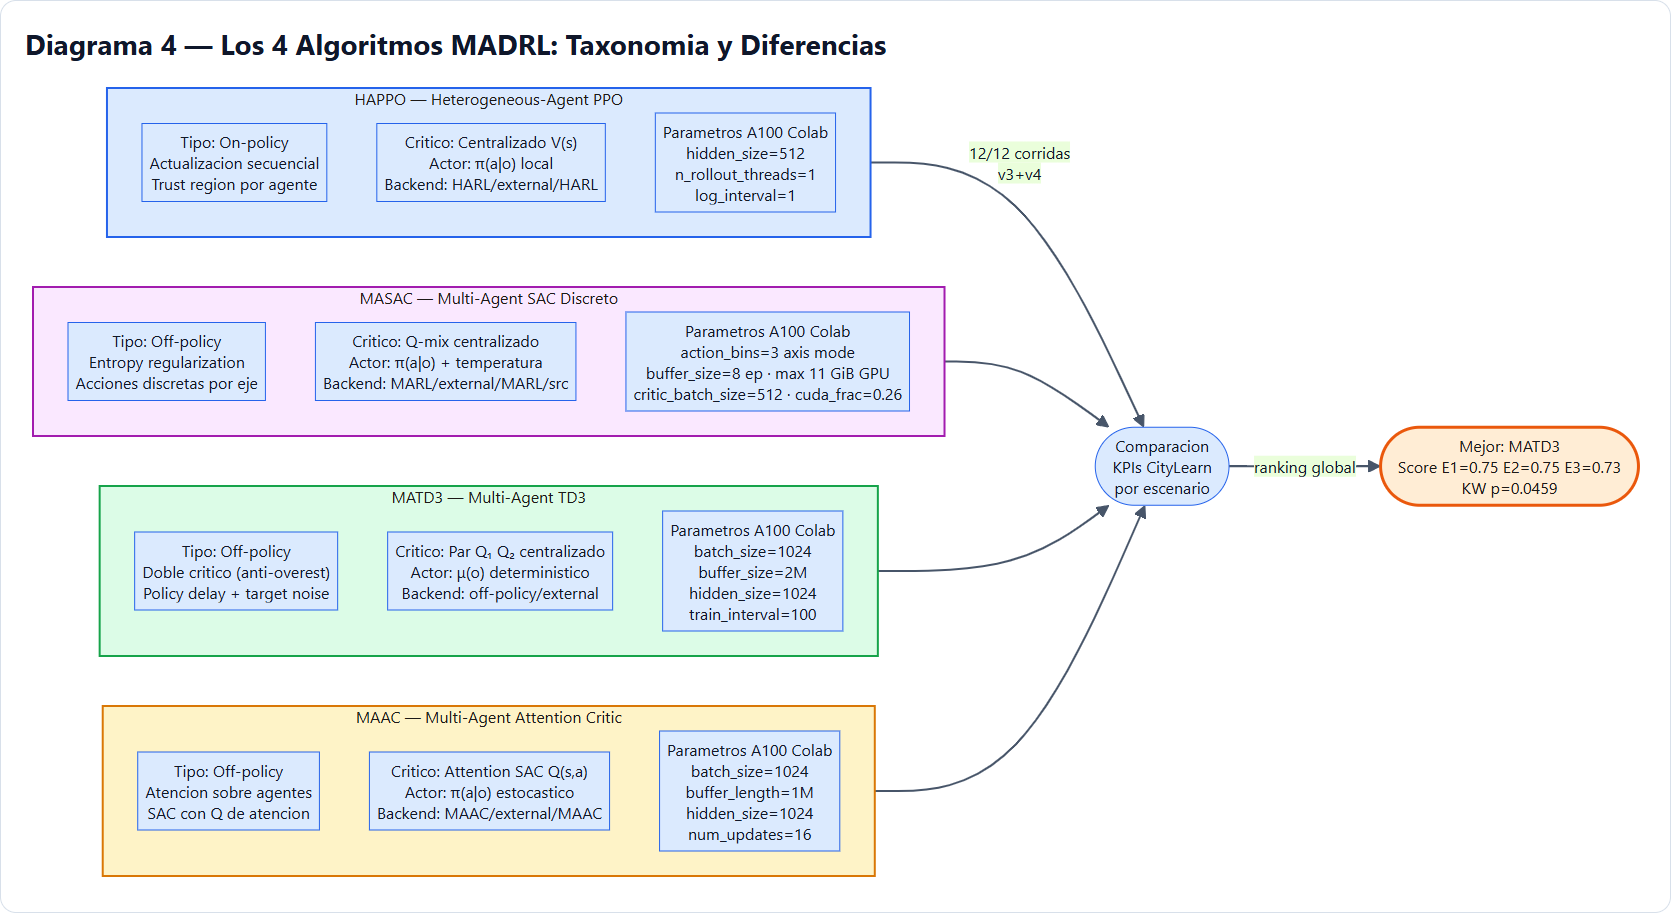 Diagrama 4 — Los 4 Algoritmos MADRL: Taxonomia y Diferencias
HAPPO — Heterogeneous-Agent PPO
Tipo: On-policy
Actualizacion secuencial
Trust region por agente
Critico: Centralizado V(s)
Actor: π(a|o) local
Backend: HARL/external/HARL
Parametros A100 Colab
hidden_size=512
n_rollout_threads=1
log_interval=1
12/12 corridas
v3+v4
MASAC — Multi-Agent SAC Discreto
Tipo: Off-policy
Entropy regularization
Acciones discretas por eje
Critico: Q-mix centralizado
Actor: π(a|o) + temperatura
Backend: MARL/external/MARL/src
Parametros A100 Colab
action_bins=3 axis mode
buffer_size=8 ep · max 11 GiB GPU
critic_batch_size=512 · cuda_frac=0.26
MATD3 — Multi-Agent TD3
Tipo: Off-policy
Doble critico (anti-overest)
Policy delay + target noise
Critico: Par Q₁ Q₂ centralizado
Actor: μ(o) deterministico
Backend: off-policy/external
Parametros A100 Colab
batch_size=1024
buffer_size=2M
hidden_size=1024
train_interval=100
MAAC — Multi-Agent Attention Critic
Tipo: Off-policy
Atencion sobre agentes
SAC con Q de atencion
Critico: Attention SAC Q(s,a)
Actor: π(a|o) estocastico
Backend: MAAC/external/MAAC
Parametros A100 Colab
batch_size=1024
buffer_length=1M
hidden_size=1024
num_updates=16
Comparacion
KPIs CityLearn
por escenario
ranking global
Mejor: MATD3
Score E1=0.75 E2=0.75 E3=0.73
KW p=0.0459